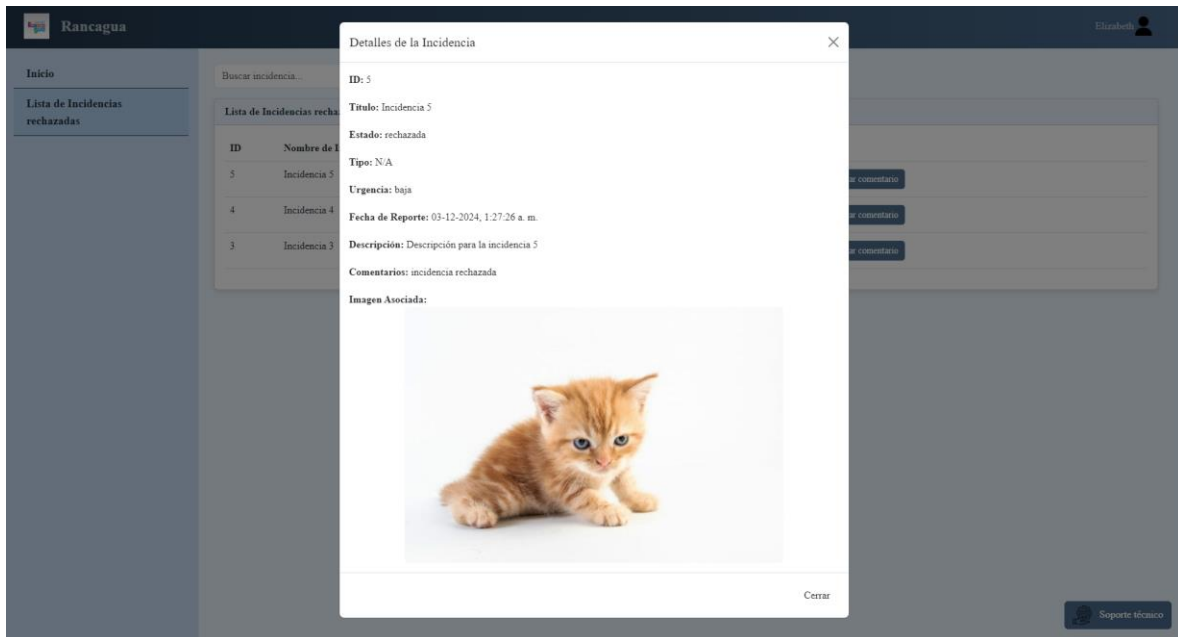 Rancagua
Elizabeth
Inicio
Lista de Incidencias
rechazadas
Buscar incidencia...
Lista de Incidencias recha
ID Nombre de I
5 Incidencia 5 ar comentario
4 Incidencia 4 ar comentario
3 Incidencia 3 ar comentario
Detalles de la Incidencia
ID: 5
Título: Incidencia 5
Estado: rechazada
Tipo: N/A
Urgencia: baja
Fecha de Reporte: 03-12-2024, 1:27:26 a. m.
Descripción: Descripción para la incidencia 5
Comentarios: incidencia rechazada
Imagen Asociada:
Cerrar
Soporte técnico